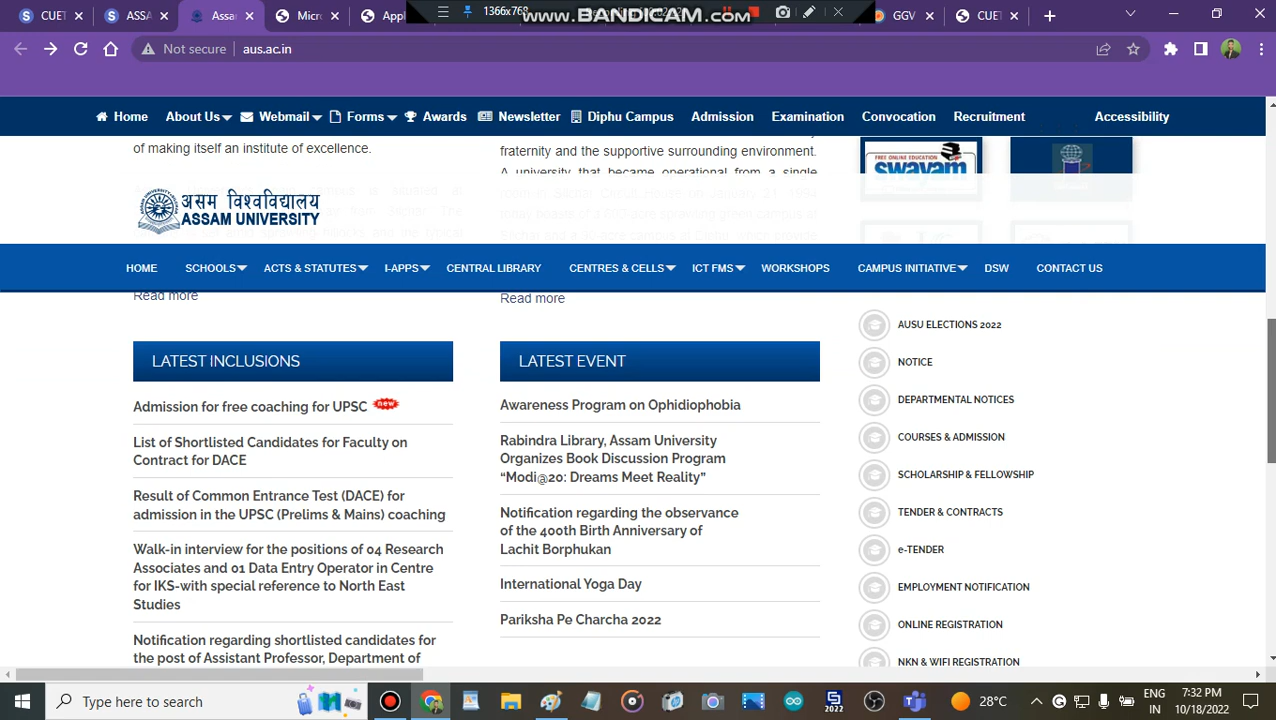 CUET
ASSA
Assa
Micro
Appl
1366x768
www.BANDICAM.com
GGV
CUET
Not secure
aus.ac.in
Home
About Us
Webmail
Forms
Awards
Newsletter
Diphu Campus
Admission
Examination
Convocation
Recruitment
Accessibility
of making itself an institute of excellence.
fraternity and the supportive surrounding environment.
A university that became operational from a single
FREE ONLINE EDUCATION
swayam
असम विश्वविद्यालय
ASSAM UNIVERSITY
HOME
SCHOOLS
ACTS & STATUTES
I-APPS
CENTRAL LIBRARY
CENTRES & CELLS
ICT FMS
WORKSHOPS
CAMPUS INITIATIVE
DSW
CONTACT US
Read more
Read more
LATEST INCLUSIONS
Admission for free coaching for UPSC new
List of Shortlisted Candidates for Faculty on
Contract for DACE
Result of Common Entrance Test (DACE) for
admission in the UPSC (Prelims & Mains) coaching
Walk-in interview for the positions of 04 Research
Associates and 01 Data Entry Operator in Centre
for IKS-with special reference to North East
Studies
Notification regarding shortlisted candidates for
the post of Assistant Professor, Department of
LATEST EVENT
Awareness Program on Ophidiophobia
Rabindra Library, Assam University
Organizes Book Discussion Program
“Modi@20: Dreams Meet Reality”
Notification regarding the observance
of the 400th Birth Anniversary of
Lachit Borphukan
International Yoga Day
Pariksha Pe Charcha 2022
AUSU ELECTIONS 2022
NOTICE
DEPARTMENTAL NOTICES
COURSES & ADMISSION
SCHOLARSHIP & FELLOWSHIP
TENDER & CONTRACTS
e-TENDER
EMPLOYMENT NOTIFICATION
ONLINE REGISTRATION
NKN & WIFI REGISTRATION
Type here to search
2022
28°C
ENG
IN
7:32 PM
10/18/2022